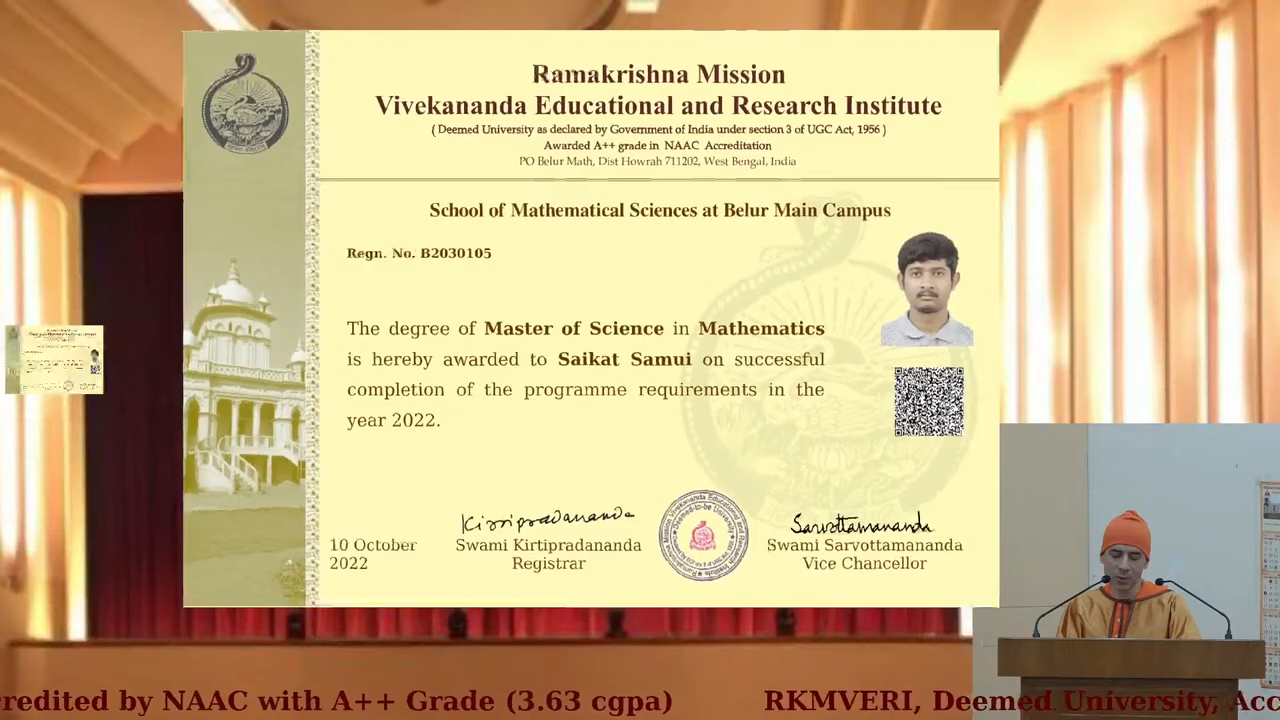 Ramakrishna Mission
Vivekananda Educational and Research Institute
( Deemed University as declared by Government of India under section 3 of UGC Act, 1956 )
Awarded A++ grade in NAAC Accreditation
PO Belur Math, Dist Howrah 711202, West Bengal, India
School of Mathematical Sciences at Belur Main Campus
Regn. No. B2030105
The degree of Master of Science in Mathematics
is hereby awarded to Saikat Samui on successful
completion of the programme requirements in the
year 2022.
Kirtipradananda
Sarvottamananda
10 October
2022
Swami Kirtipradananda
Registrar
Swami Sarvottamananda
Vice Chancellor
redited by NAAC with A++ Grade (3.63 cgpa) RKMVERI, Deemed University, Acc